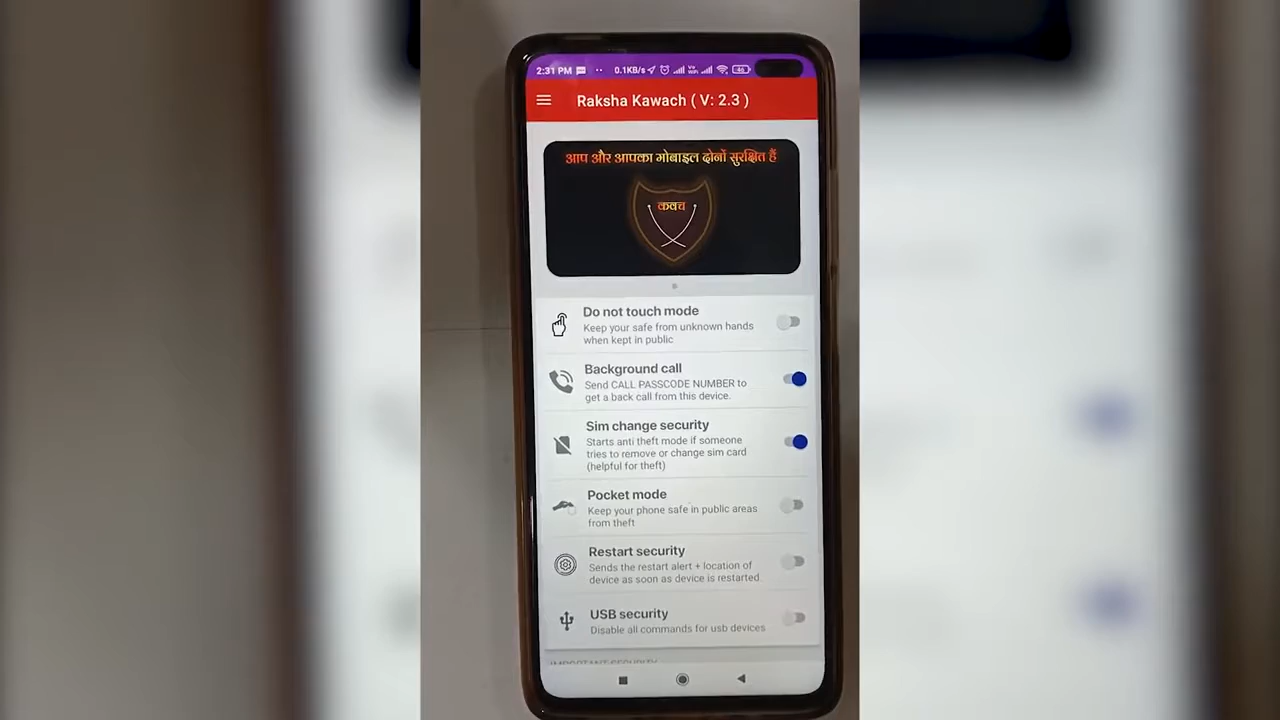 2:31 PM
0.1KB/s
Vo WiFi
46
Raksha Kawach ( V: 2.3 )
आप और आपका मोबाइल दोनों सुरक्षित हैं
कवच
Do not touch mode
Keep your safe from unknown hands
when kept in public
Background call
Send CALL PASSCODE NUMBER to
get a back call from this device.
Sim change security
Starts anti theft mode if someone
tries to remove or change sim card
(helpful for theft)
Pocket mode
Keep your phone safe in public areas
from theft
Restart security
Sends the restart alert + location of
device as soon as device is restarted.
USB security
Disable all commands for usb devices
IMPORTANT SECURITY